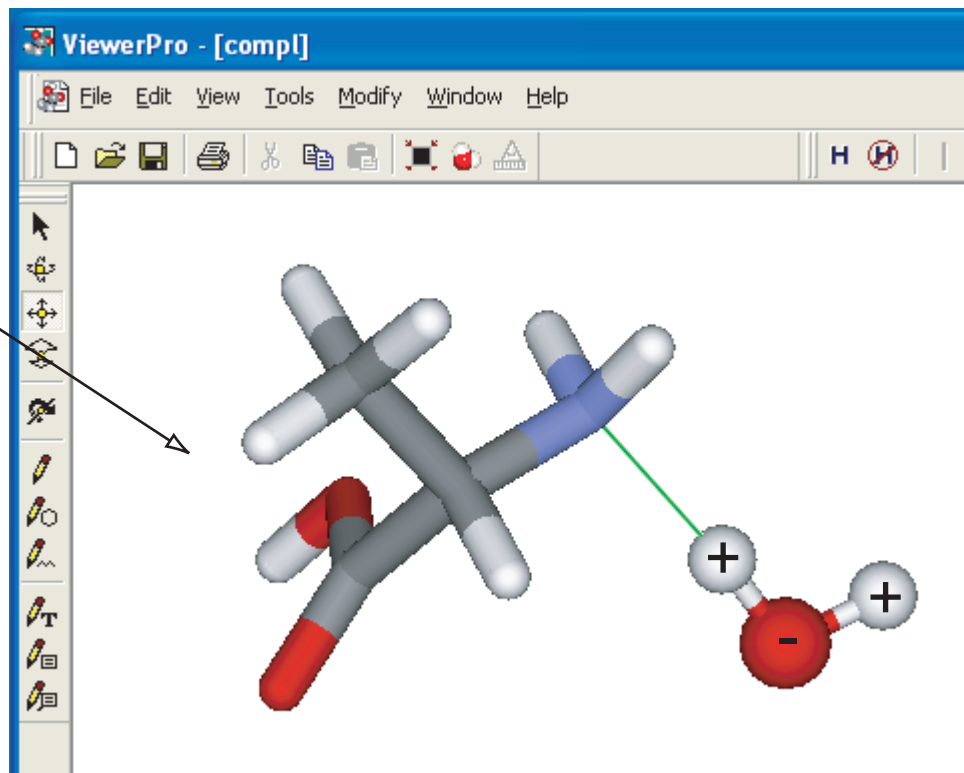 ViewerPro - [compl]
File Edit View Tools Modify Window Help
H H
T
+
+
-